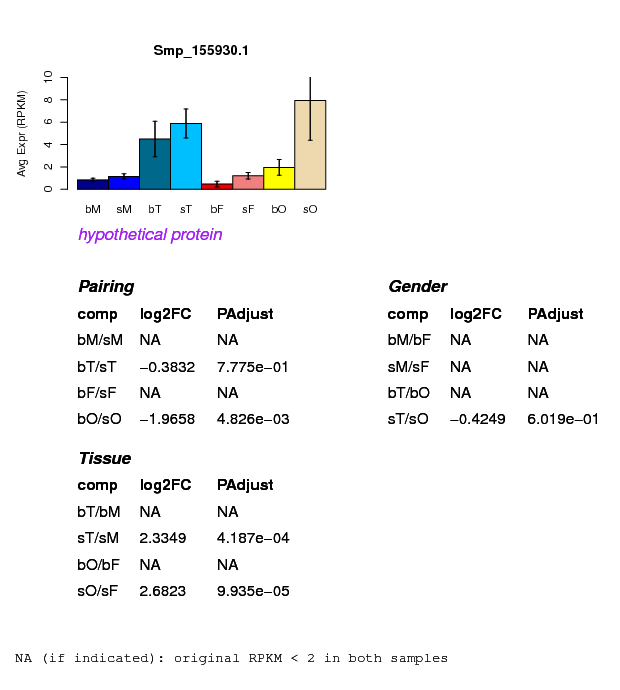 Smp_155930.1
Avg Expr (RPKM)
10
8
6
4
2
0
bM sM bT sT bF sF bO sO
hypothetical protein
Pairing
comp log2FC PAdjust
bM/sM NA NA
bT/sT −0.3832 7.775e−01
bF/sF NA NA
bO/sO −1.9658 4.826e−03
Gender
comp log2FC PAdjust
bM/bF NA NA
sM/sF NA NA
bT/bO NA NA
sT/sO −0.4249 6.019e−01
Tissue
comp log2FC PAdjust
bT/bM NA NA
sT/sM 2.3349 4.187e−04
bO/bF NA NA
sO/sF 2.6823 9.935e−05
NA (if indicated): original RPKM < 2 in both samples